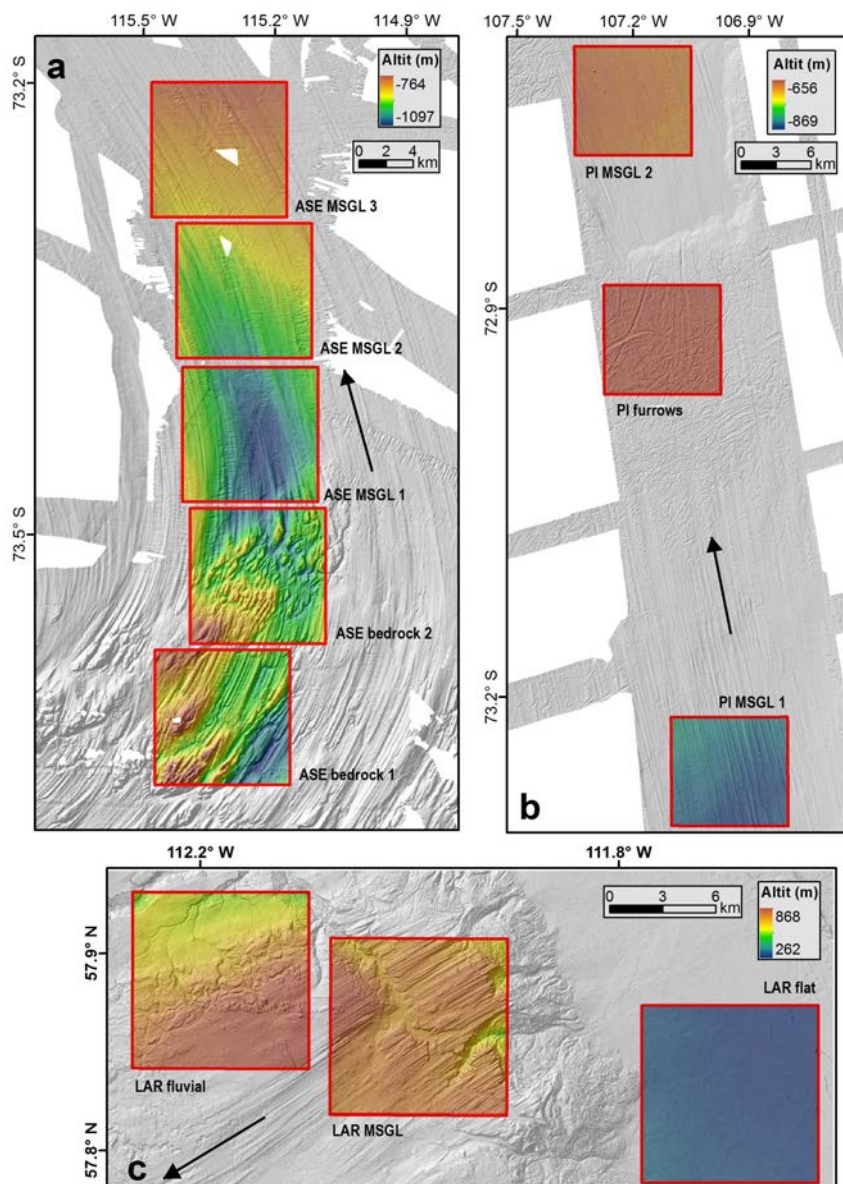 115.5° W 115.2° W 114.9° W
a
73.2° S
73.5° S
Altit (m)
-764
-1097
0 2 4
km
ASE MSGL 3
ASE MSGL 2
ASE MSGL 1
ASE bedrock 2
ASE bedrock 1
107.5° W 107.2° W 106.9° W
Altit (m)
-656
-869
0 3 6
km
PI MSGL 2
72.9° S
PI furrows
73.2° S
PI MSGL 1
b
112.2° W 111.8° W
0 3 6
km
Altit (m)
868
262
57.9° N
57.8° N
LAR flat
LAR fluvial
LAR MSGL
c